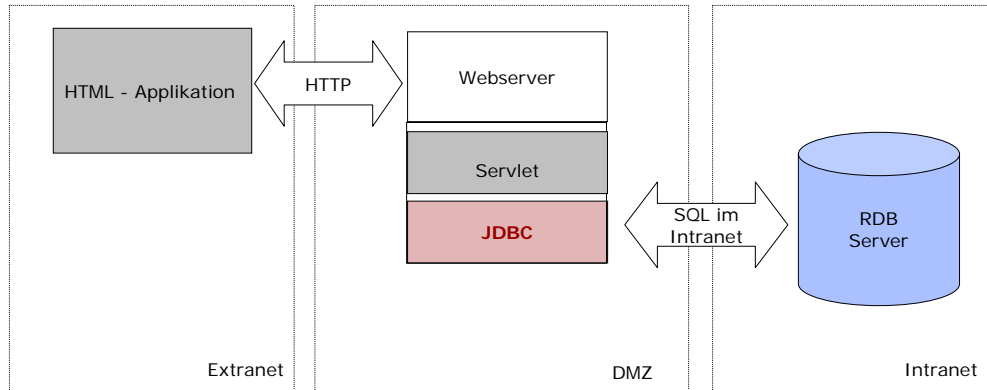 HTML - Applikation
HTTP
Webserver
Servlet
JDBC
SQL im
Intranet
RDB
Server
Extranet
DMZ
Intranet